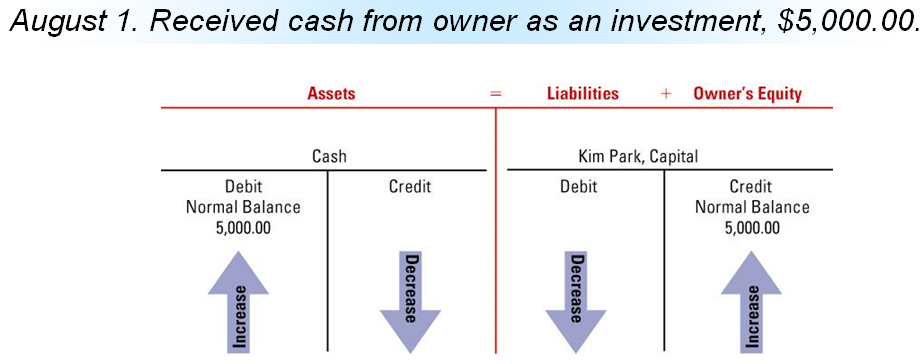 August 1. Received cash from owner as an investment, $5,000.00.
Assets = Liabilities + Owner's Equity
Cash Kim Park, Capital
Debit Credit Debit Credit
Normal Balance Normal Balance
5,000.00 5,000.00
Increase Decrease Decrease Increase